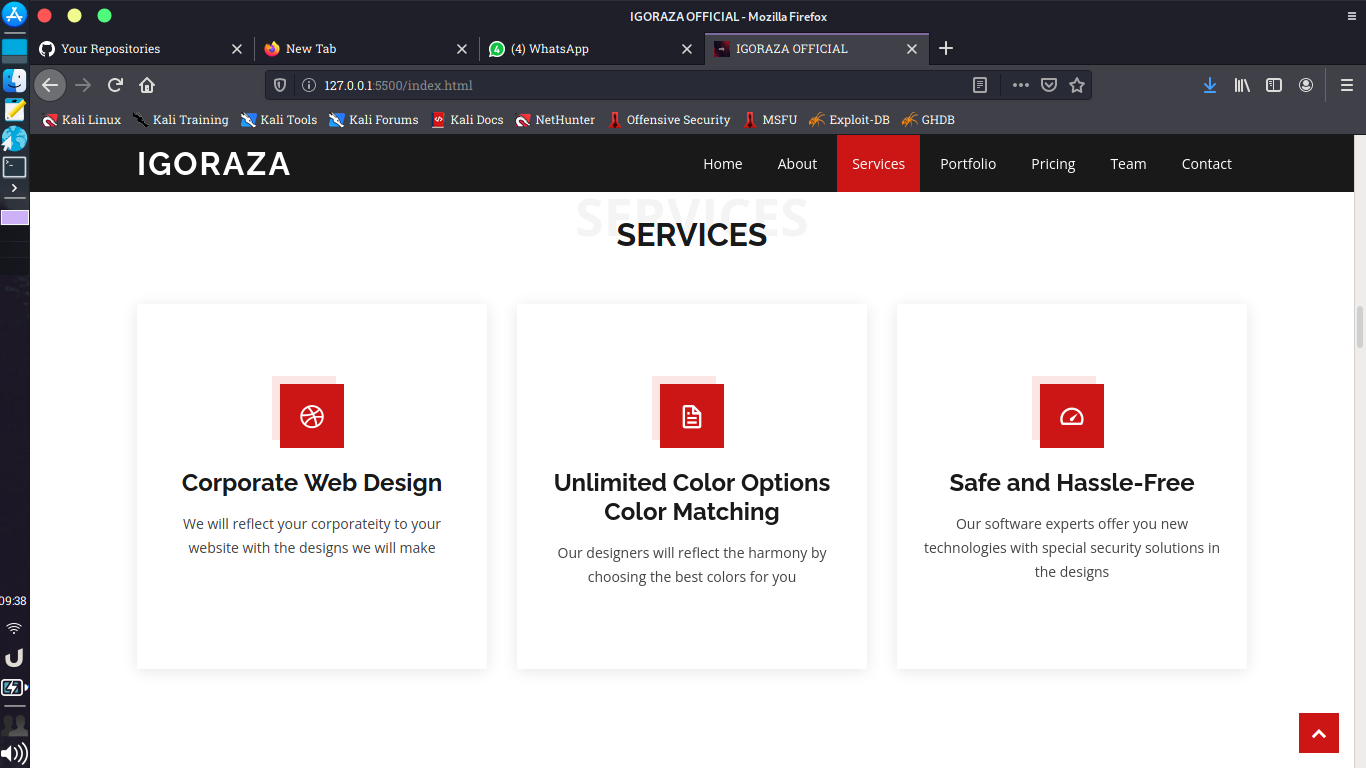 IGORAZA OFFICIAL - Mozilla Firefox
Your Repositories
New Tab
(4) WhatsApp
IGORAZA OFFICIAL
127.0.0.1:5500/index.html
Kali Linux Kali Training Kali Tools Kali Forums Kali Docs NetHunter Offensive Security MSFU Exploit-DB GHDB
IGORAZA
Home About Services Portfolio Pricing Team Contact
SERVICES
SERVICES
Corporate Web Design
We will reflect your corporateity to your
website with the designs we will make
Unlimited Color Options
Color Matching
Our designers will reflect the harmony by
choosing the best colors for you
Safe and Hassle-Free
Our software experts offer you new
technologies with special security solutions in
the designs
09:38